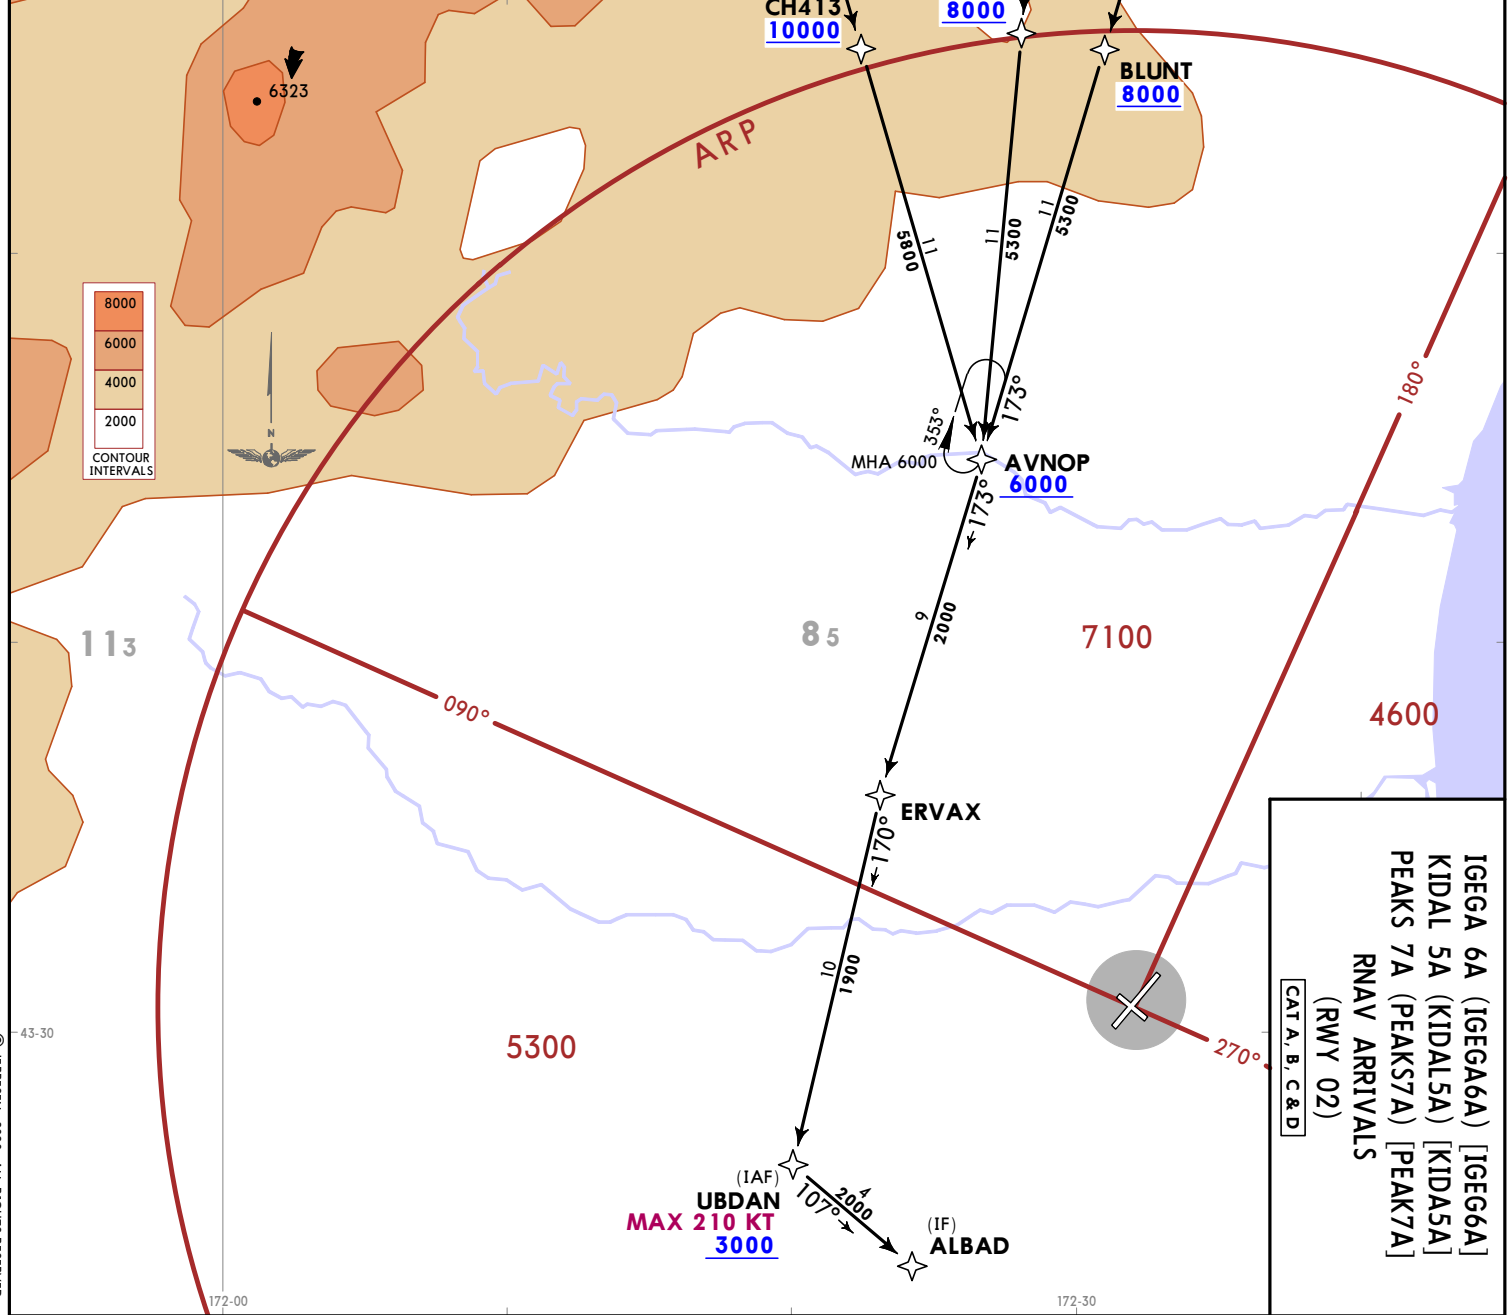 CH413
10000
8000
BLUNT
8000
6323
ARP
11
5800
11
5300
11
5300
8000
6000
4000
2000
CONTOUR
INTERVALS
N
180°
353°
173°
MHA 6000
AVNOP
6000
173°
9
2000
113
85
7100
4600
090°
ERVAX
170°
10
1900
43-30
5300
270°
IGEGA 6A (IGEGA6A) [IGEG6A]
KIDAL 5A (KIDAL5A) [KIDA5A]
PEAKS 7A (PEAKS7A) [PEAK7A]
RNAV ARRIVALS
(RWY 02)
CAT A, B, C & D
(IAF)
UBDAN
MAX 210 KT
3000
4
2000
107°
(IF)
ALBAD
172-00
172-30